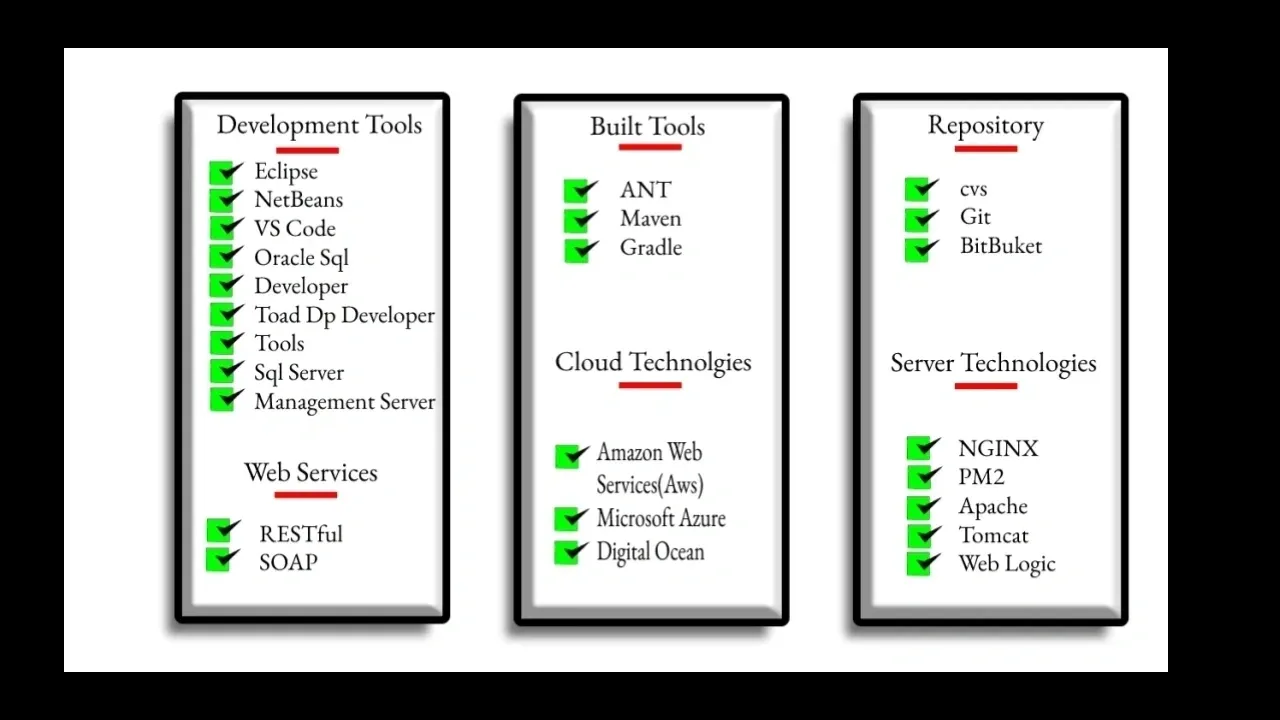 Development Tools
Eclipse
NetBeans
VS Code
Oracle Sql
Developer
Toad Dp Developer
Tools
Sql Server
Management Server
Web Services
RESTful
SOAP
Built Tools
ANT
Maven
Gradle
Cloud Technolgies
Amazon Web
Services(Aws)
Microsoft Azure
Digital Ocean
Repository
cvs
Git
BitBuket
Server Technologies
NGINX
PM2
Apache
Tomcat
Web Logic